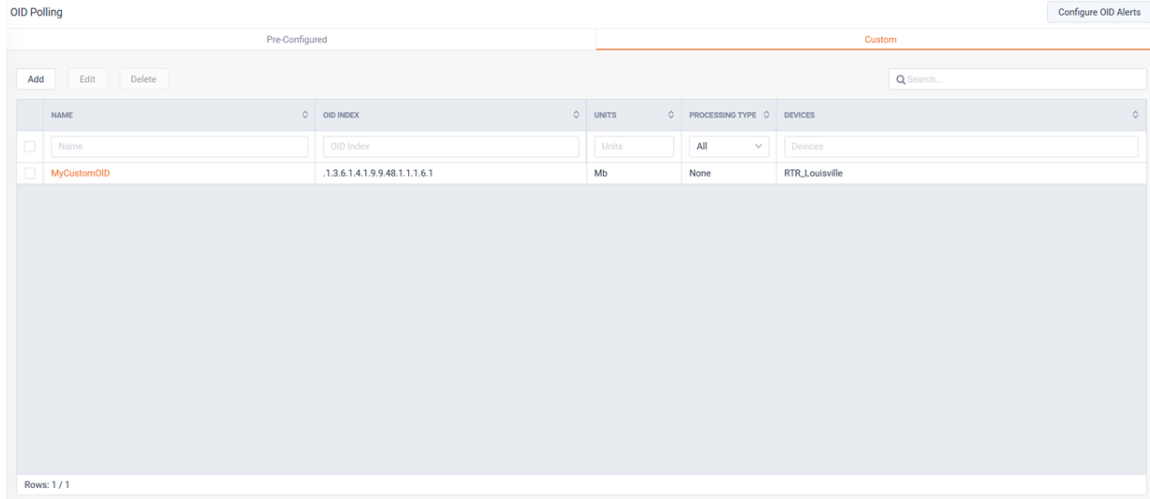 OID Polling
Configure OID Alerts
Pre-Configured
Custom
Add Edit Delete
Search...
NAME OID INDEX UNITS PROCESSING TYPE DEVICES
Name OID Index Units All Devices
MyCustomOID .1.3.6.1.4.1.9.9.48.1.1.1.6.1 Mb None RTR_Louisville
Rows: 1 / 1